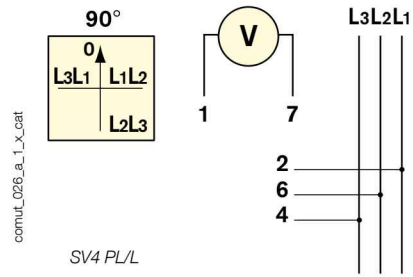 90°
0
L3L1 L1L2
L2L3
V
1 7
L3L2L1
2
6
4
comut_026_a_1_x_cat
SV4 PL/L